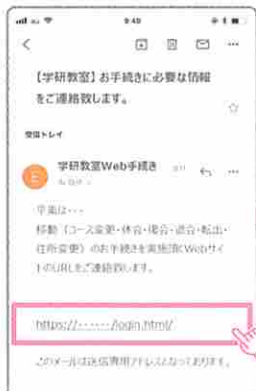 9:49
【学研教室】お手続きに必要な情報
をご連絡致します。
受信トレイ
学研教室Web手続き
平素は・・・
移動（コース変更・休会・復会・退会・転出・
住所変更）のお手続きを実施頂くWebサイ
トのURLをご連絡致します。
https://・・・・・・/login.html/
このメールは送信専用アドレスとなっております。